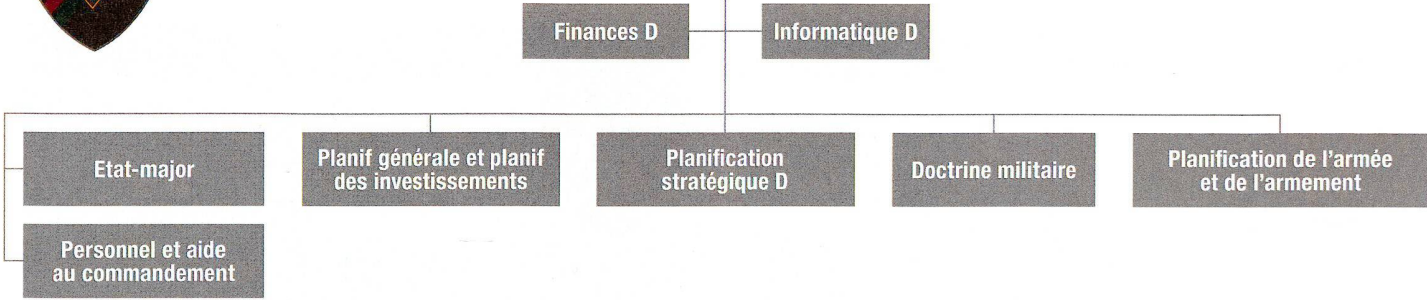 Finances D
Informatique D
Etat-major
Planif générale et planif
des investissements
Planification
stratégique D
Doctrine militaire
Planification de l'armée
et de l'armement
Personnel et aide
au commandement